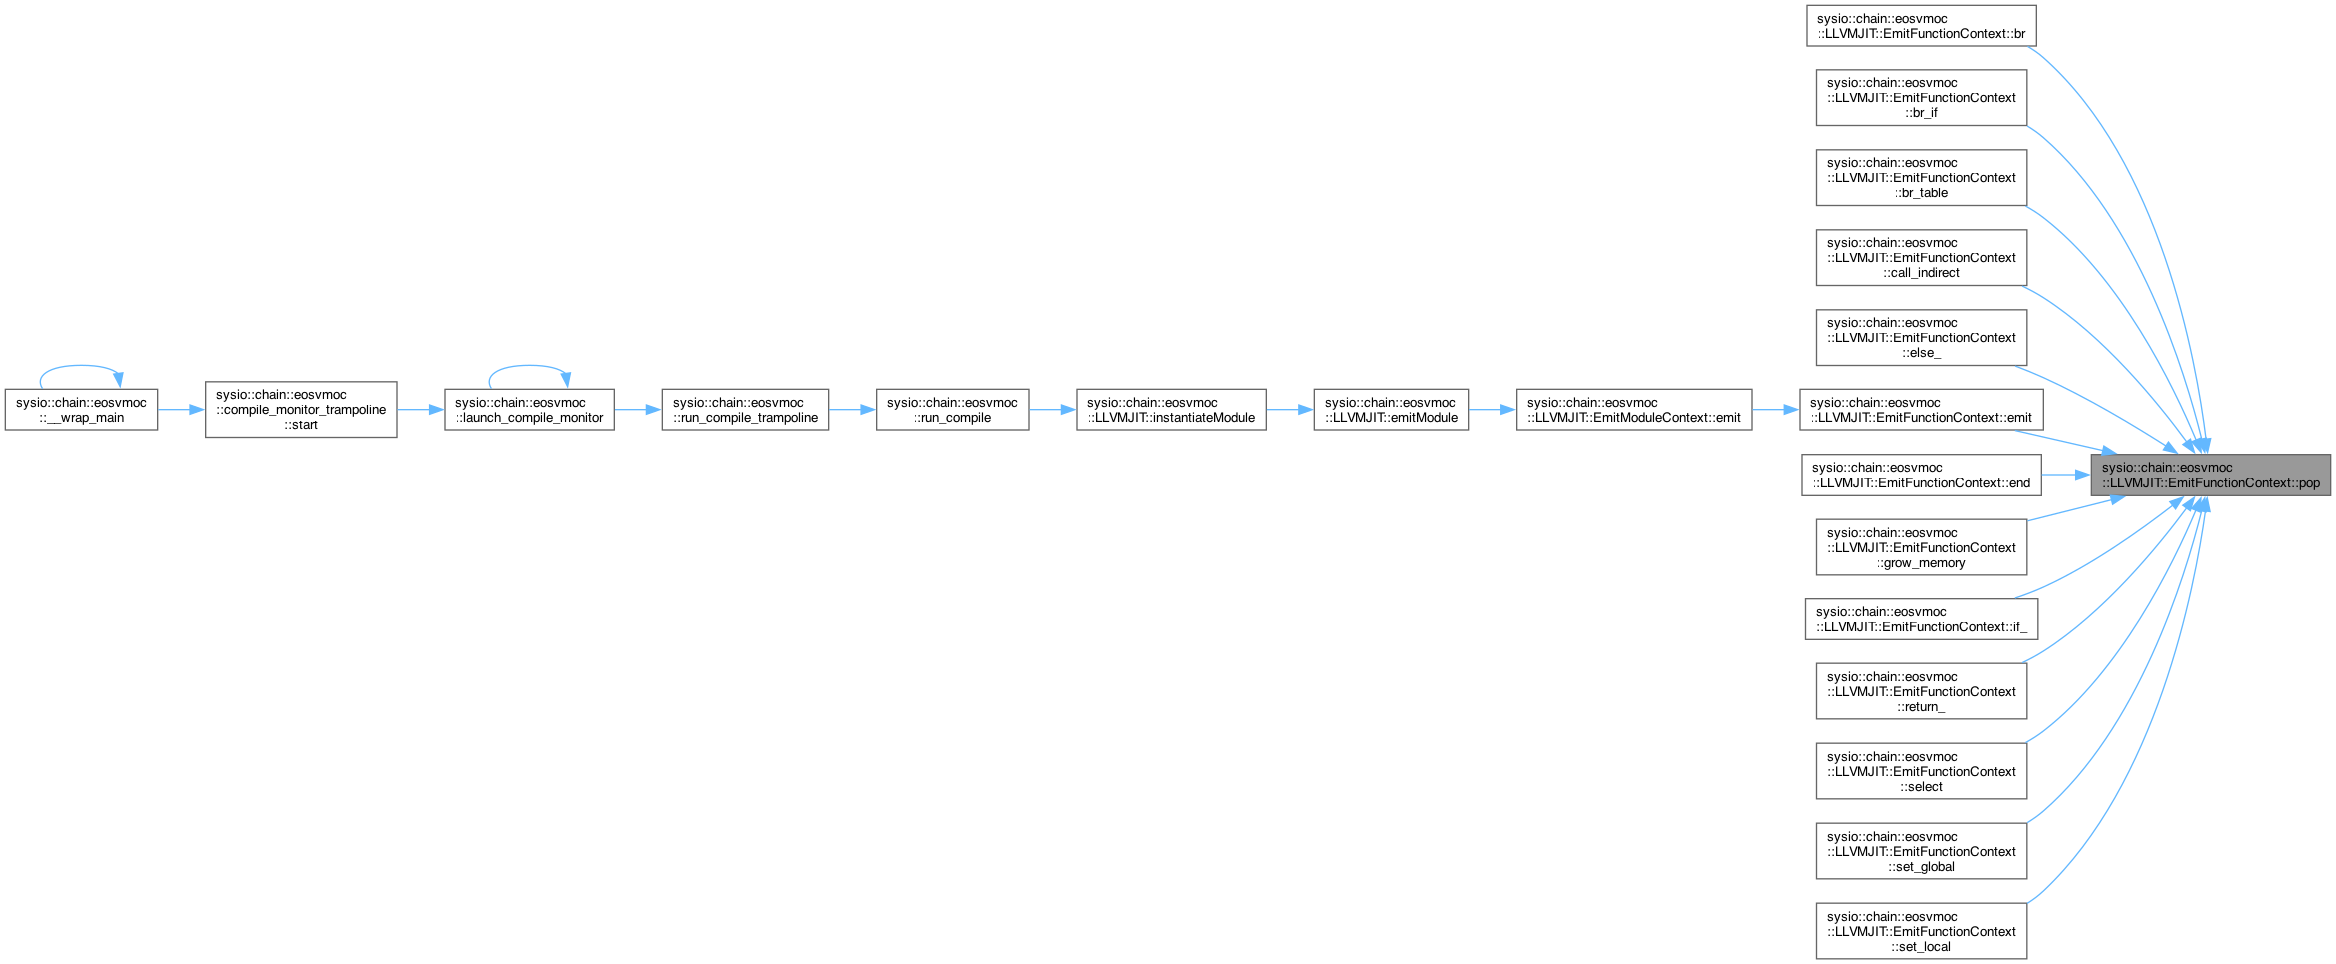 sysio::chain::eosvmoc
::LLVMJIT::EmitFunctionContext::br
sysio::chain::eosvmoc
::LLVMJIT::EmitFunctionContext
::br_if
sysio::chain::eosvmoc
::LLVMJIT::EmitFunctionContext
::br_table
sysio::chain::eosvmoc
::LLVMJIT::EmitFunctionContext
::call_indirect
sysio::chain::eosvmoc
::LLVMJIT::EmitFunctionContext
::else_
sysio::chain::eosvmoc
::__wrap_main
sysio::chain::eosvmoc
::compile_monitor_trampoline
::start
sysio::chain::eosvmoc
::launch_compile_monitor
sysio::chain::eosvmoc
::run_compile_trampoline
sysio::chain::eosvmoc
::run_compile
sysio::chain::eosvmoc
::LLVMJIT::instantiateModule
sysio::chain::eosvmoc
::LLVMJIT::emitModule
sysio::chain::eosvmoc
::LLVMJIT::EmitModuleContext::emit
sysio::chain::eosvmoc
::LLVMJIT::EmitFunctionContext::emit
sysio::chain::eosvmoc
::LLVMJIT::EmitFunctionContext::end
sysio::chain::eosvmoc
::LLVMJIT::EmitFunctionContext::pop
sysio::chain::eosvmoc
::LLVMJIT::EmitFunctionContext
::grow_memory
sysio::chain::eosvmoc
::LLVMJIT::EmitFunctionContext::if_
sysio::chain::eosvmoc
::LLVMJIT::EmitFunctionContext
::return_
sysio::chain::eosvmoc
::LLVMJIT::EmitFunctionContext
::select
sysio::chain::eosvmoc
::LLVMJIT::EmitFunctionContext
::set_global
sysio::chain::eosvmoc
::LLVMJIT::EmitFunctionContext
::set_local